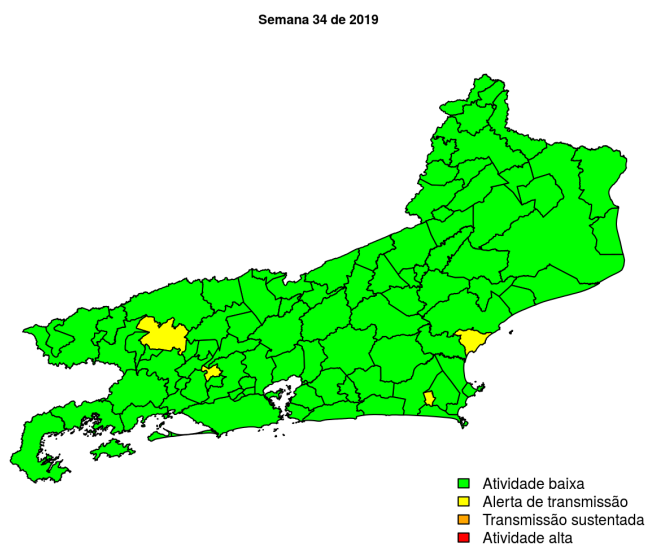 Semana 34 de 2019
Atividade baixa
Alerta de transmissão
Transmissão sustentada
Atividade alta